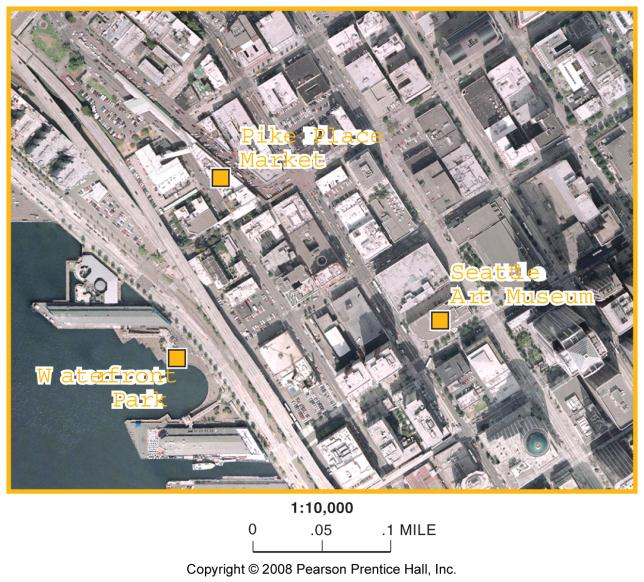 Pike Place
Market
Seattle
Art Museum
Waterfront
Park
1:10,000
0 .05 .1 MILE
Copyright © 2008 Pearson Prentice Hall, Inc.